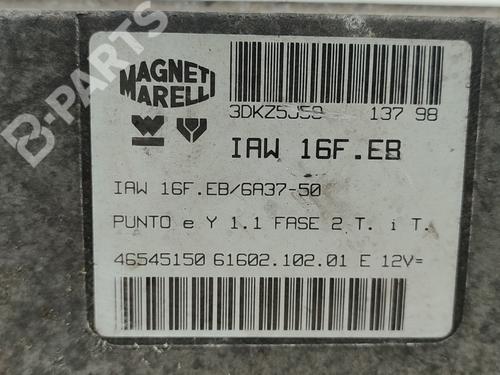 B-PARTS
MAGNETI
MARELLI
3DKZ5J59 137 98
IAW 16F.EB
IAW 16F.EB/6A37-50
PUNTO e Y 1.1 FASE 2 T. i T.
46545150 61602.102.01 E 12V=